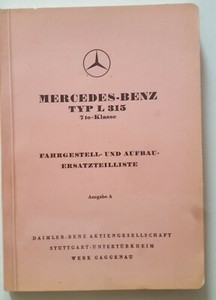 MERCEDES-BENZ
TYP L 315
7 to-Klasse
FAHRGESTELL- UND AUFBAU-
ERSATZTEILLISTE
Ausgabe A
DAIMLER-BENZ AKTIENGESELLSCHAFT
STUTTGART-UNTERTÜRKHEIM
WERK GAGGENAU